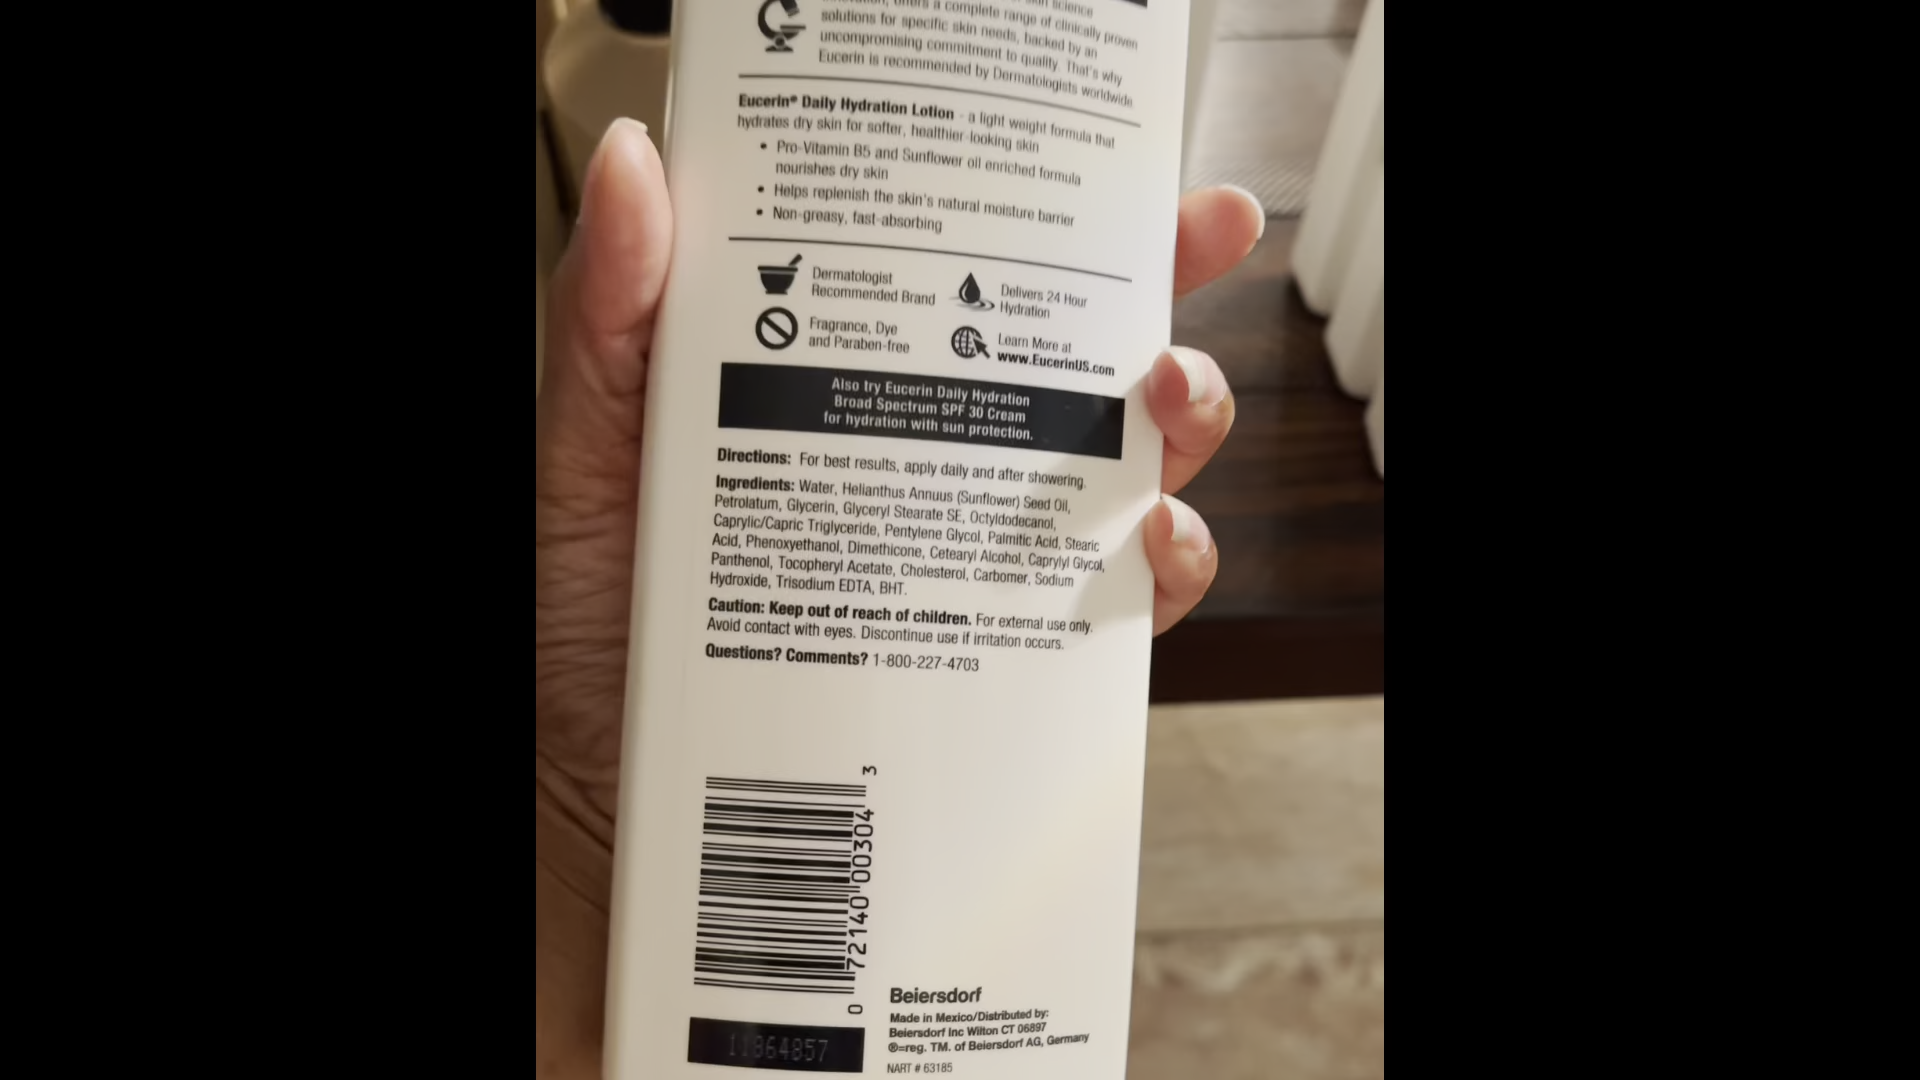 skin science
offers a complete range of clinically proven
solutions for specific skin needs, backed by an
uncompromising commitment to quality. That's why
Eucerin is recommended by Dermatologists worldwide
Eucerin® Daily Hydration Lotion - a light weight formula that
hydrates dry skin for softer, healthier-looking skin
• Pro-Vitamin B5 and Sunflower oil enriched formula
nourishes dry skin
• Helps replenish the skin's natural moisture barrier
• Non-greasy, fast-absorbing
Dermatologist
Recommended Brand
Delivers 24 Hour
Hydration
Fragrance, Dye
and Paraben-free
Learn More at
www.EucerinUS.com
Also try Eucerin Daily Hydration
Broad Spectrum SPF 30 Cream
for hydration with sun protection.
Directions: For best results, apply daily and after showering.
Ingredients: Water, Helianthus Annuus (Sunflower) Seed Oil,
Petrolatum, Glycerin, Glyceryl Stearate SE, Octyldodecanol,
Caprylic/Capric Triglyceride, Pentylene Glycol, Palmitic Acid, Stearic
Acid, Phenoxyethanol, Dimethicone, Cetearyl Alcohol, Caprylyl Glycol,
Panthenol, Tocopheryl Acetate, Cholesterol, Carbomer, Sodium
Hydroxide, Trisodium EDTA, BHT.
Caution: Keep out of reach of children. For external use only.
Avoid contact with eyes. Discontinue use if irritation occurs.
Questions? Comments? 1-800-227-4703
0 72140 00304 3
Beiersdorf
Made in Mexico/Distributed by:
Beiersdorf Inc Wilton CT 06897
®=reg. TM. of Beiersdorf AG, Germany
NART # 63185
11864857